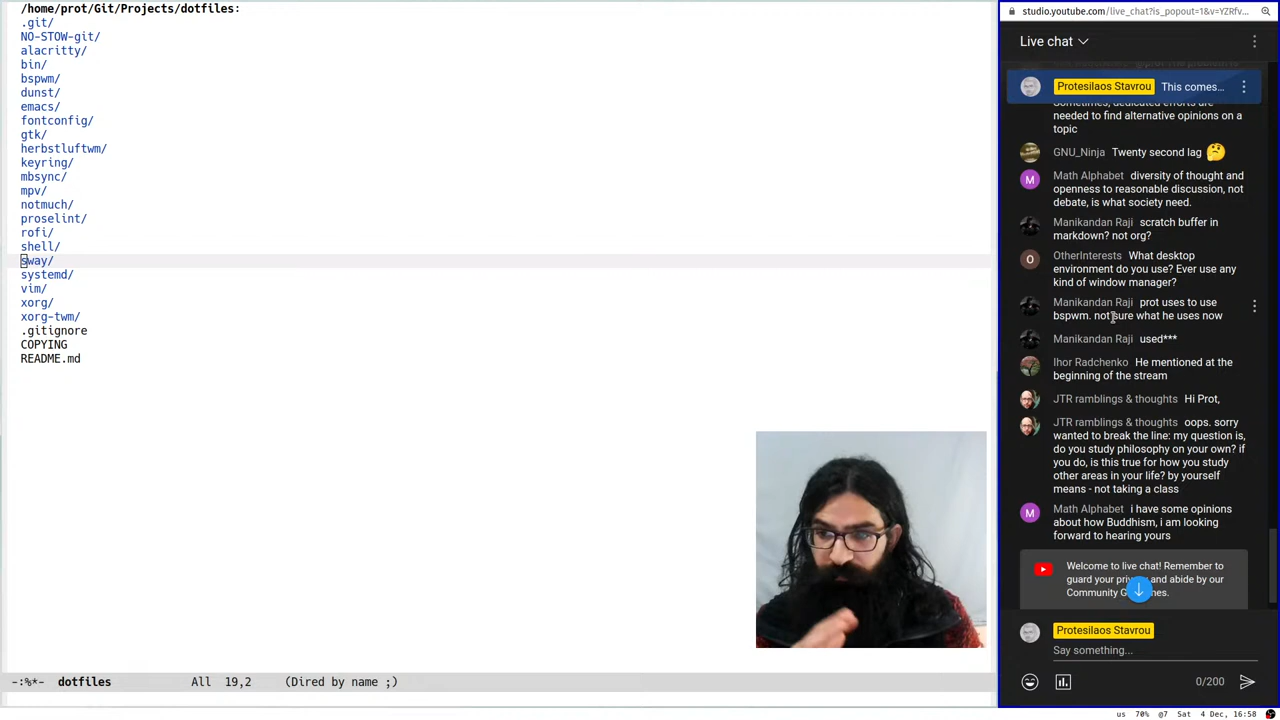 /home/prot/Git/Projects/dotfiles:
.git/
NO-STOW-git/
alacritty/
bin/
bspwm/
dunst/
emacs/
fontconfig/
gtk/
herbstluftwm/
keyring/
mbsync/
mpv/
notmuch/
proselint/
rofi/
shell/
sway/
systemd/
vim/
xorg/
xorg-twm/
.gitignore
COPYING
README.md
-:%*- dotfiles All 19,2 (Dired by name ;)
studio.youtube.com/live_chat?is_popout=1&v=YZRfv...
Live chat
Protesilaos Stavrou This comes...
Sometimes, dedicated efforts are
needed to find alternative opinions on a
topic
GNU_Ninja Twenty second lag 🤔
M Math Alphabet diversity of thought and
openness to reasonable discussion, not
debate, is what society need.
Manikandan Raji scratch buffer in
markdown? not org?
O OtherInterests What desktop
environment do you use? Ever use any
kind of window manager?
Manikandan Raji prot uses to use
bspwm. not sure what he uses now
Manikandan Raji used***
Ihor Radchenko He mentioned at the
beginning of the stream
JTR ramblings & thoughts Hi Prot,
JTR ramblings & thoughts oops. sorry
wanted to break the line: my question is,
do you study philosophy on your own? if
you do, is this true for how you study
other areas in your life? by yourself
means - not taking a class
M Math Alphabet i have some opinions
about how Buddhism, i am looking
forward to hearing yours
Welcome to live chat! Remember to
guard your and abide by our
Community
Protesilaos Stavrou
Say something...
0/200
us 70% @7 Sat 4 Dec, 16:58